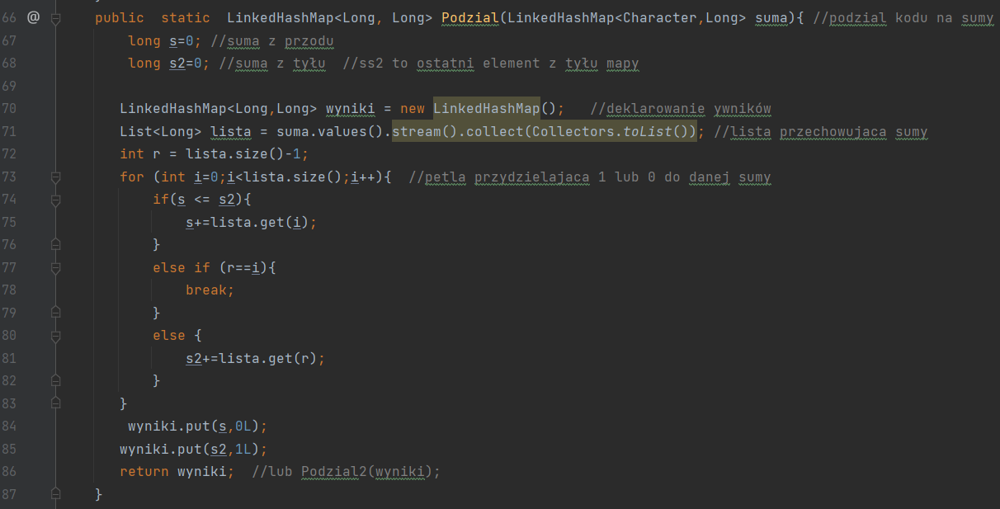 66 @ public static LinkedHashMap<Long, Long> Podzial(LinkedHashMap<Character,Long> suma){ //podzial kodu na sumy
67 long s=0; //suma z przodu
68 long s2=0; //suma z tyłu //ss2 to ostatni element z tyłu mapy
69
70 LinkedHashMap<Long,Long> wyniki = new LinkedHashMap(); //deklarowanie ywników
71 List<Long> lista = suma.values().stream().collect(Collectors.toList()); //lista przechowujaca sumy
72 int r = lista.size()-1;
73 for (int i=0;i<lista.size();i++){ //petla przydzielajaca 1 lub 0 do danej sumy
74 if(s <= s2){
75 s+=lista.get(i);
76 }
77 else if (r==i){
78 break;
79 }
80 else {
81 s2+=lista.get(r);
82 }
83 }
84 wyniki.put(s,0L);
85 wyniki.put(s2,1L);
86 return wyniki; //lub Podzial2(wyniki);
87 }